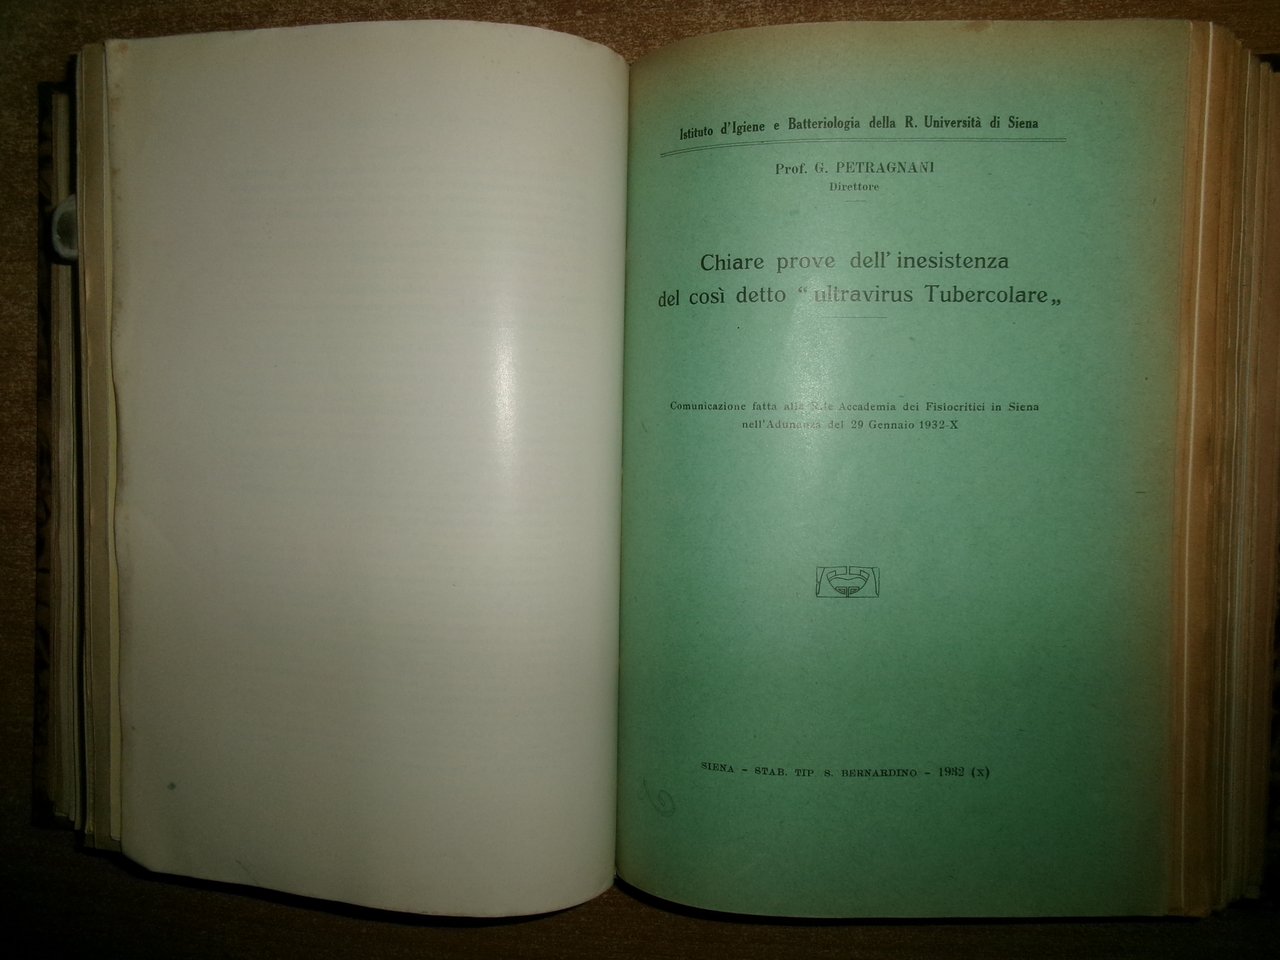 Istituto d'Igiene e Batteriologia della R. Università di Siena
Prof. G. PETRAGNANI
Direttore
Chiare prove dell' inesistenza
del così detto “ ultravirus Tubercolare„
Comunicazione fatta alla R.le Accademia dei Fisiocritici in Siena
nell'Adunanza del 29 Gennaio 1932-X
SIENA - STAB. TIP S. BERNARDINO - 1932 (X)